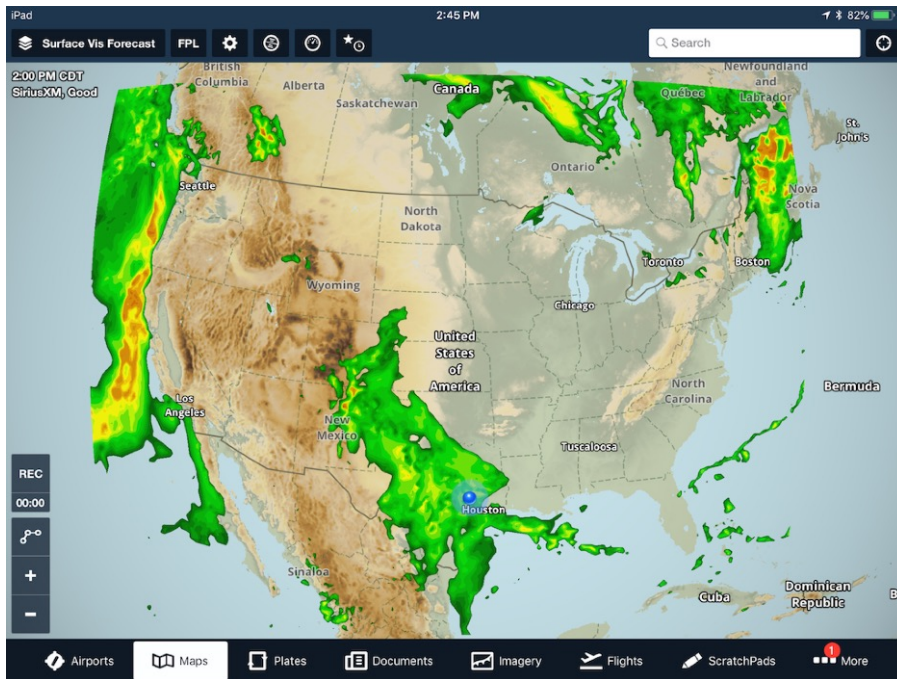 iPad
2:45 PM
82%
Surface Vis Forecast
FPL
Search
2:00 PM CDT
SiriusXM, Good
British
Columbia
Alberta
Saskatchewan
Canada
Québec
Newfoundland
and
Labrador
St.
John's
Ontario
Seattle
North
Dakota
Nova
Scotia
Toronto
Boston
Wyoming
Chicago
United
States
of
America
North
Carolina
Bermuda
Los
Angeles
New
Mexico
Tuscaloosa
REC
00:00
Houston
Sinaloa
+
−
Cuba
Dominican
Republic
B
Airports
Maps
Plates
Documents
Imagery
Flights
ScratchPads
1
More